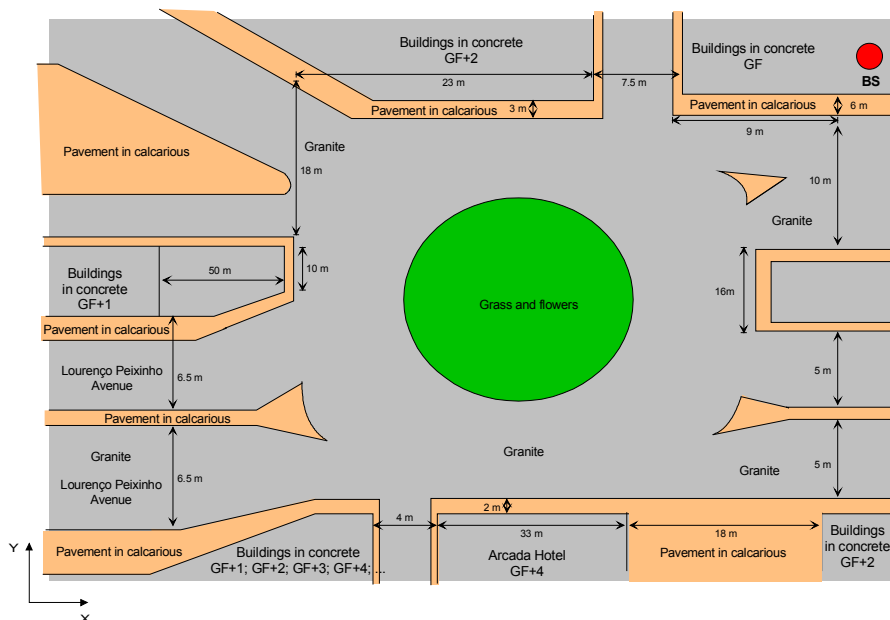 Buildings in concrete
GF+2
Buildings in concrete
GF
BS
23 m
7.5 m
Pavement in calcarious
3 m
Pavement in calcarious
6 m
9 m
Granite
Pavement in calcarious
18 m
10 m
Granite
50 m
10 m
Buildings
in concrete
GF+1
16m
Grass and flowers
Pavement in calcarious
Lourenço Peixinho
Avenue
6.5 m
5 m
Pavement in calcarious
Granite
Granite
Granite
6.5 m
5 m
Lourenço Peixinho
Avenue
2 m
4 m
33 m
18 m
Pavement in calcarious
Buildings in concrete
GF+1; GF+2; GF+3; GF+4; ...
Arcada Hotel
GF+4
Pavement in calcarious
Buildings
in concrete
GF+2
Y
X